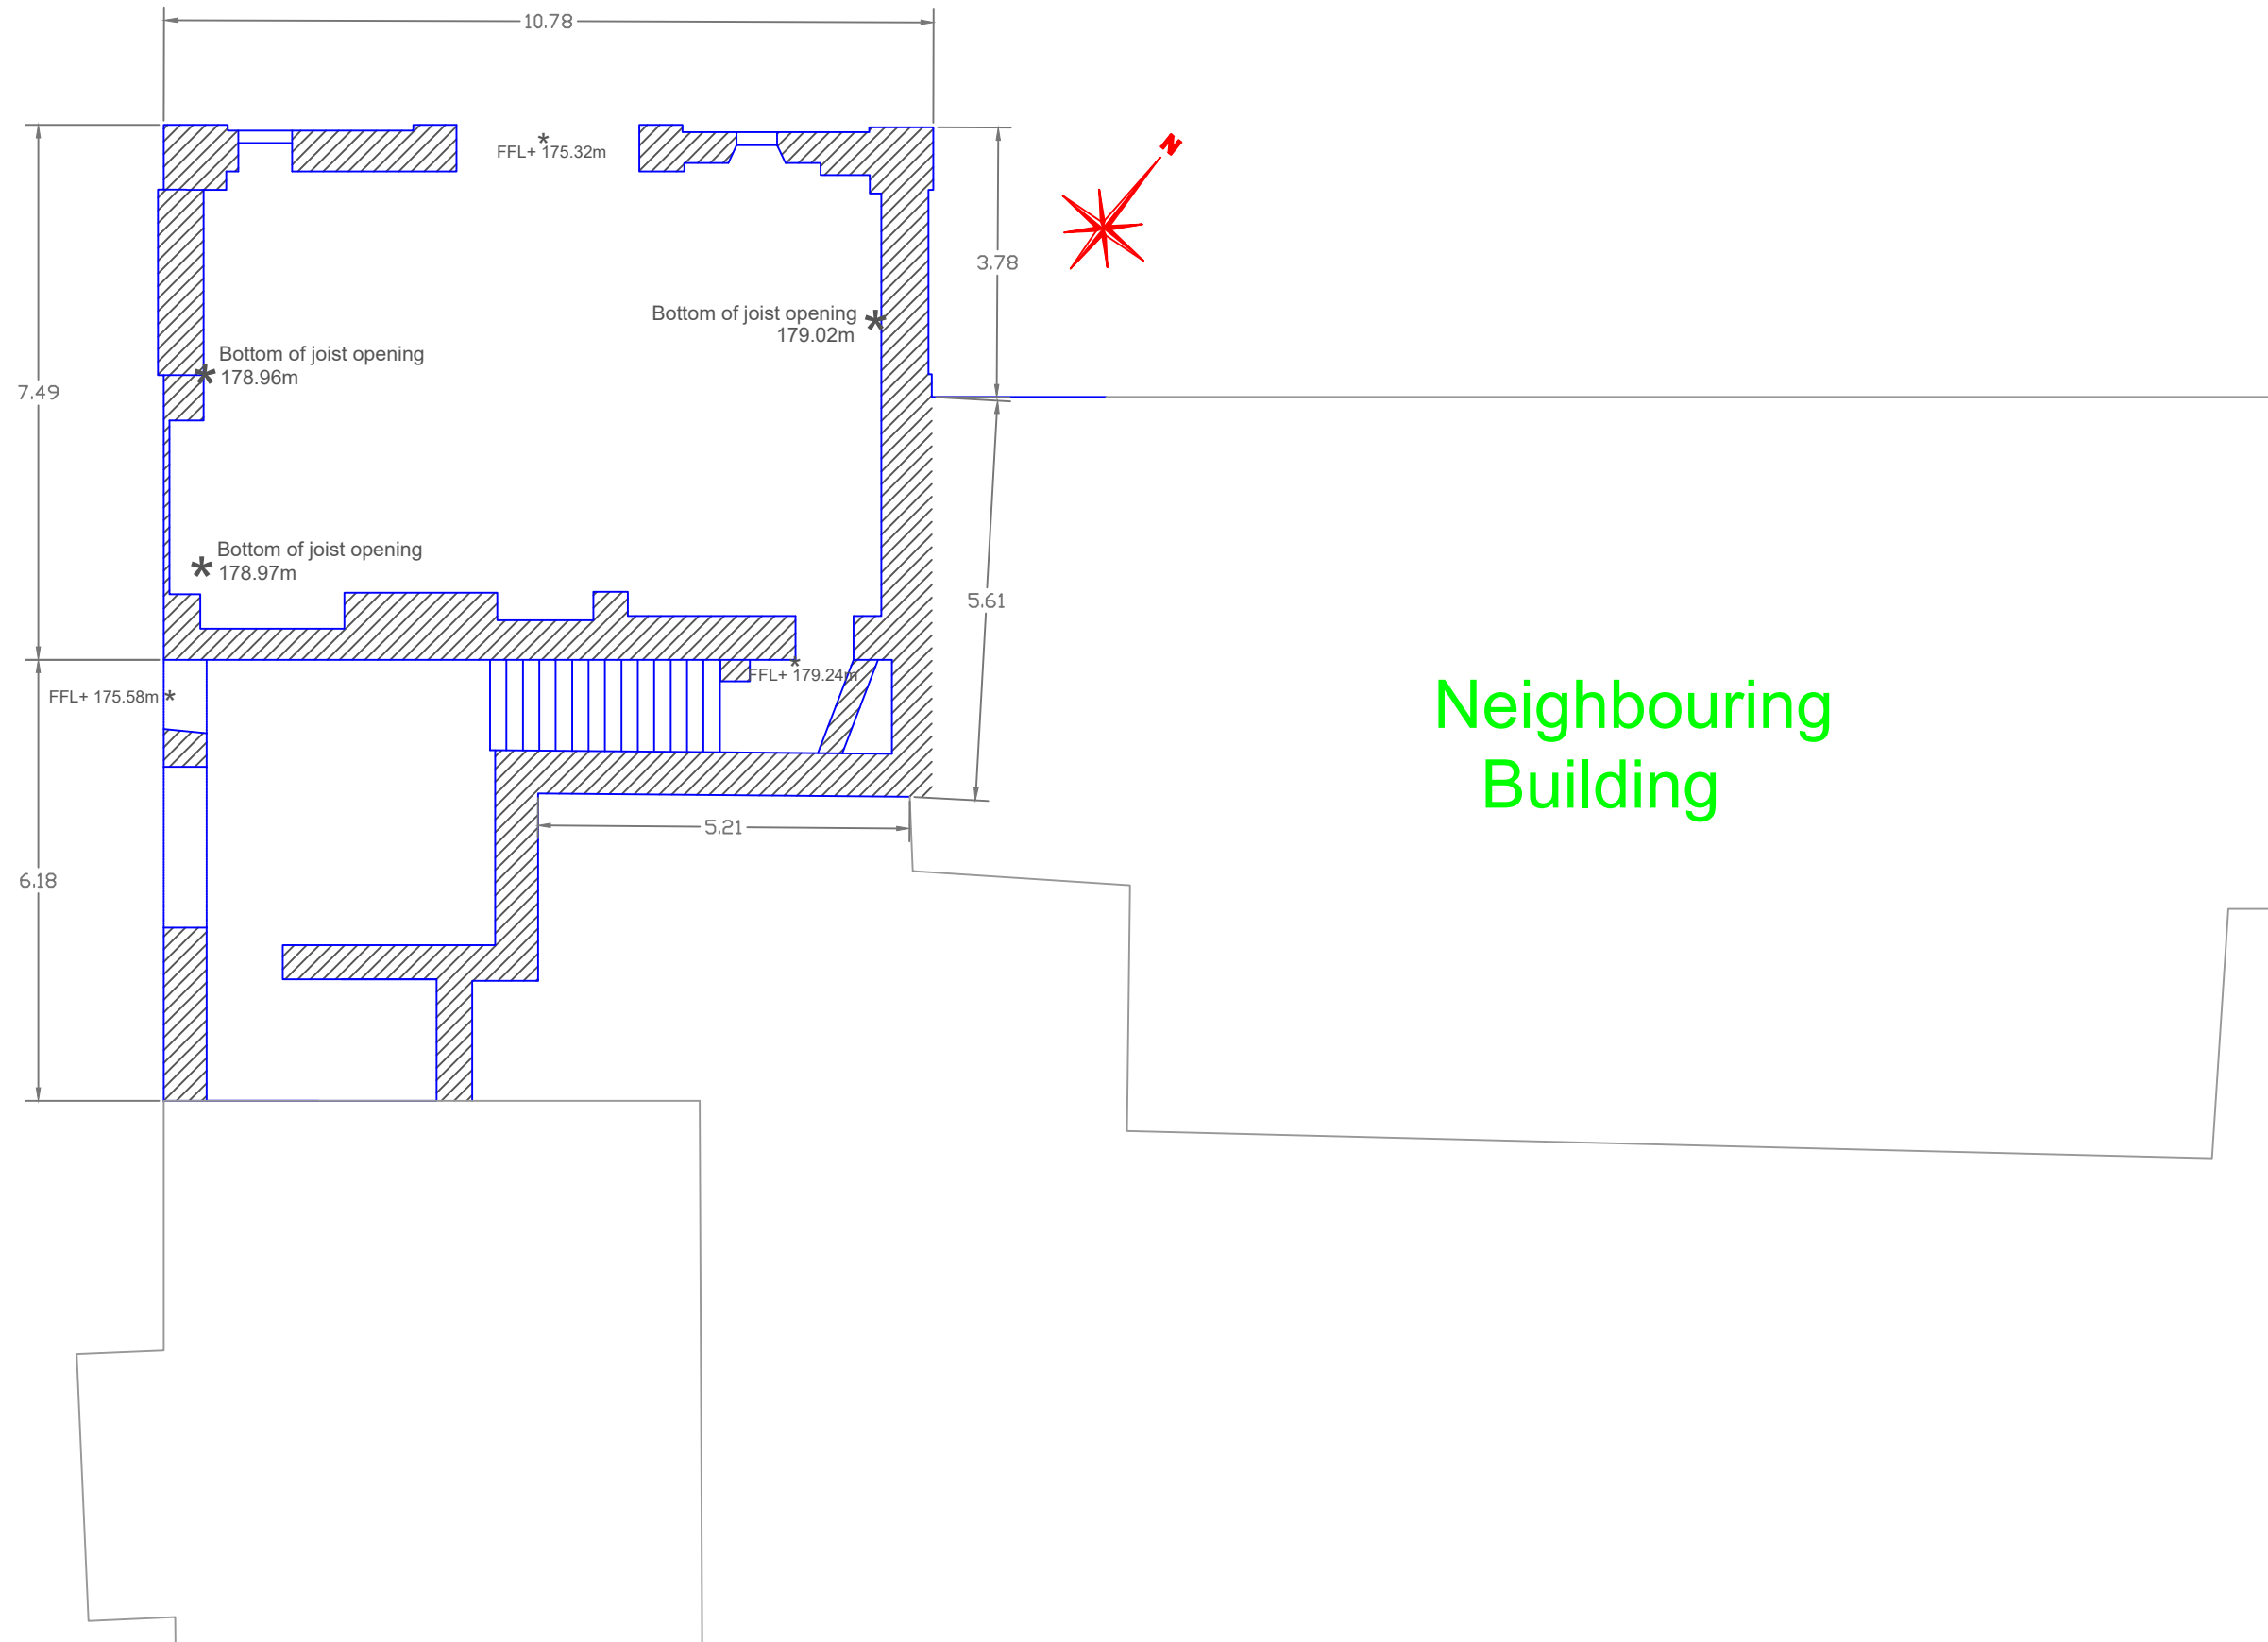 10.78
FFL+ 175.32m
N
3.78
Bottom of joist opening
179.02m
Bottom of joist opening
178.96m
7.49
Bottom of joist opening
178.97m
5.61
FFL+ 179.24m
FFL+ 175.58m
Neighbouring
Building
5.21
6.18